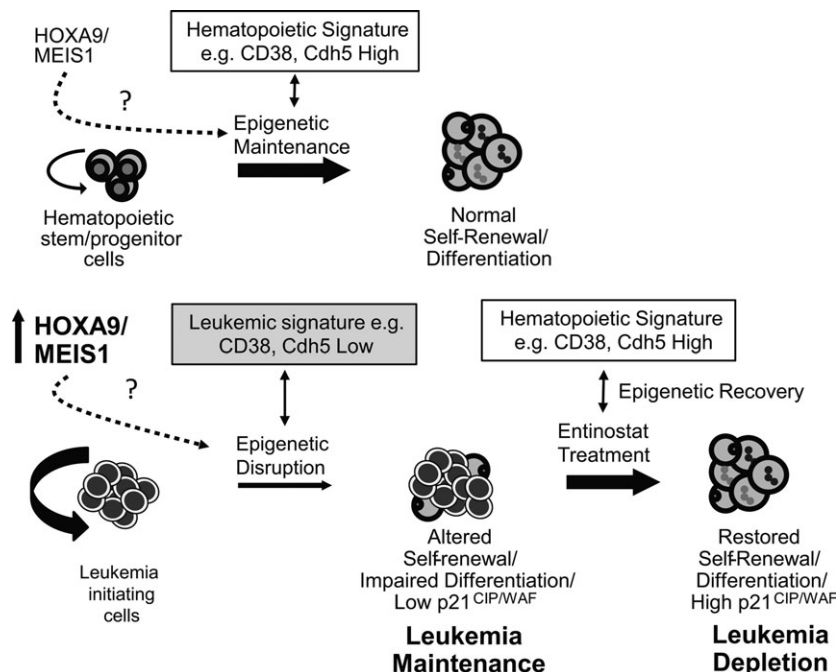 HOXA9/
MEIS1
?
Hematopoietic Signature
e.g. CD38, Cdh5 High
Epigenetic
Maintenance
Hematopoietic
stem/progenitor
cells
Normal
Self-Renewal/
Differentiation
HOXA9/
MEIS1
?
Leukemic signature e.g.
CD38, Cdh5 Low
Hematopoietic Signature
e.g. CD38, Cdh5 High
Epigenetic Recovery
Epigenetic
Disruption
Entinostat
Treatment
Leukemia
initiating
cells
Altered
Self-renewal/
Impaired Differentiation/
Low p21CIP/WAF
Leukemia
Maintenance
Restored
Self-Renewal/
Differentiation/
High p21CIP/WAF
Leukemia
Depletion